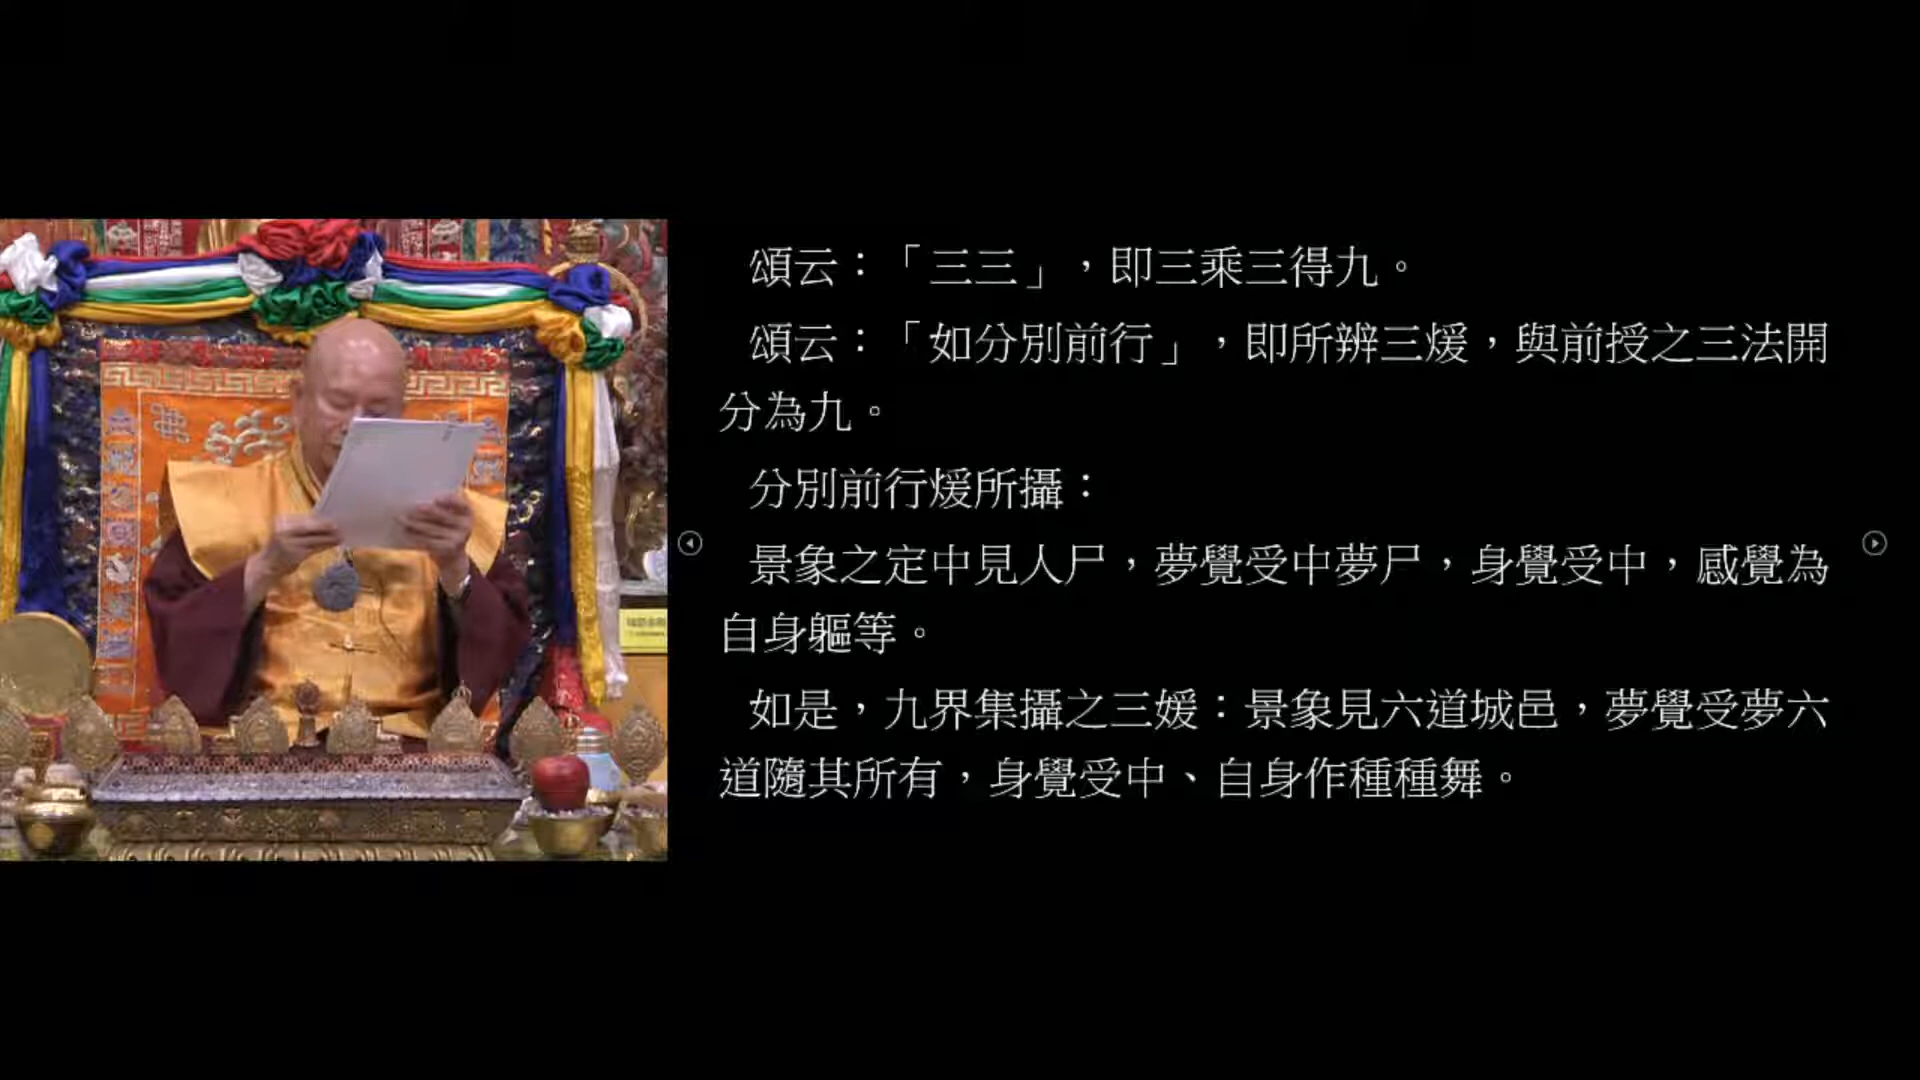 頌云：「三三」，即三乘三得九。
頌云：「如分別前行」，即所辨三煖，與前授之三法開
分為九。
分別前行煖所攝：
景象之定中見人尸，夢覺受中夢尸，身覺受中，感覺為
自身軀等。
如是，九界集攝之三媛：景象見六道城邑，夢覺受夢六
道隨其所有，身覺受中、自身作種種舞。